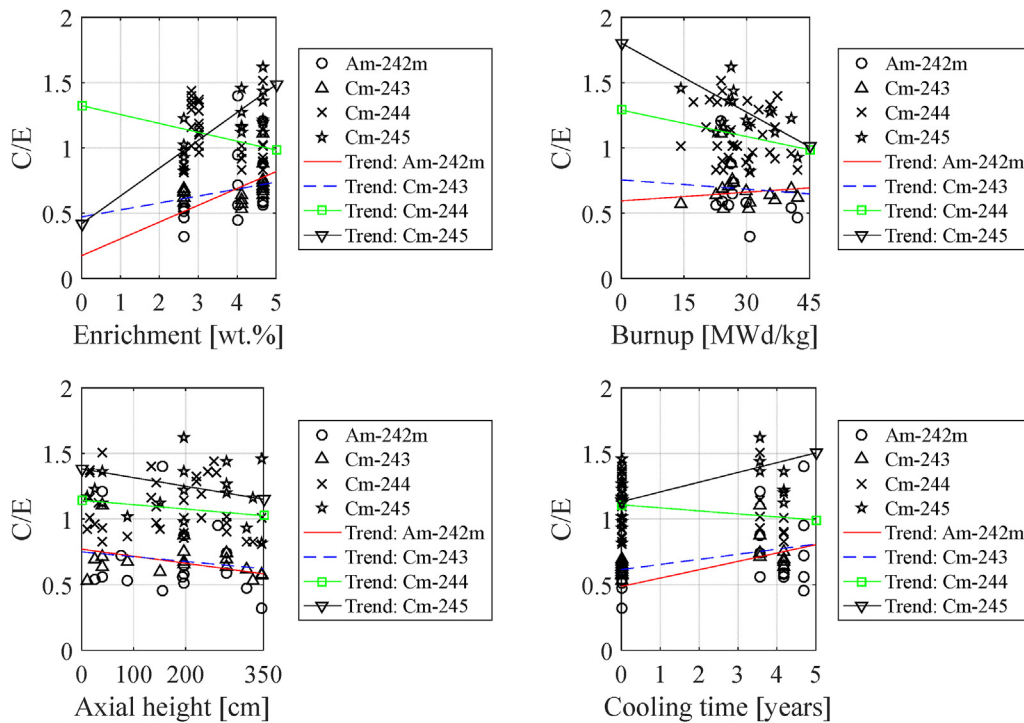 2
1.5
1
0.5
0
C/E
0 1 2 3 4 5
Enrichment [wt.%]
Am-242m
Cm-243
Cm-244
Cm-245
Trend: Am-242m
Trend: Cm-243
Trend: Cm-244
Trend: Cm-245
2
1.5
1
0.5
0
C/E
0 15 30 45
Burnup [MWd/kg]
Am-242m
Cm-243
Cm-244
Cm-245
Trend: Am-242m
Trend: Cm-243
Trend: Cm-244
Trend: Cm-245
2
1.5
1
0.5
0
C/E
0 100 200 350
Axial height [cm]
Am-242m
Cm-243
Cm-244
Cm-245
Trend: Am-242m
Trend: Cm-243
Trend: Cm-244
Trend: Cm-245
2
1.5
1
0.5
0
C/E
0 1 2 3 4 5
Cooling time [years]
Am-242m
Cm-243
Cm-244
Cm-245
Trend: Am-242m
Trend: Cm-243
Trend: Cm-244
Trend: Cm-245